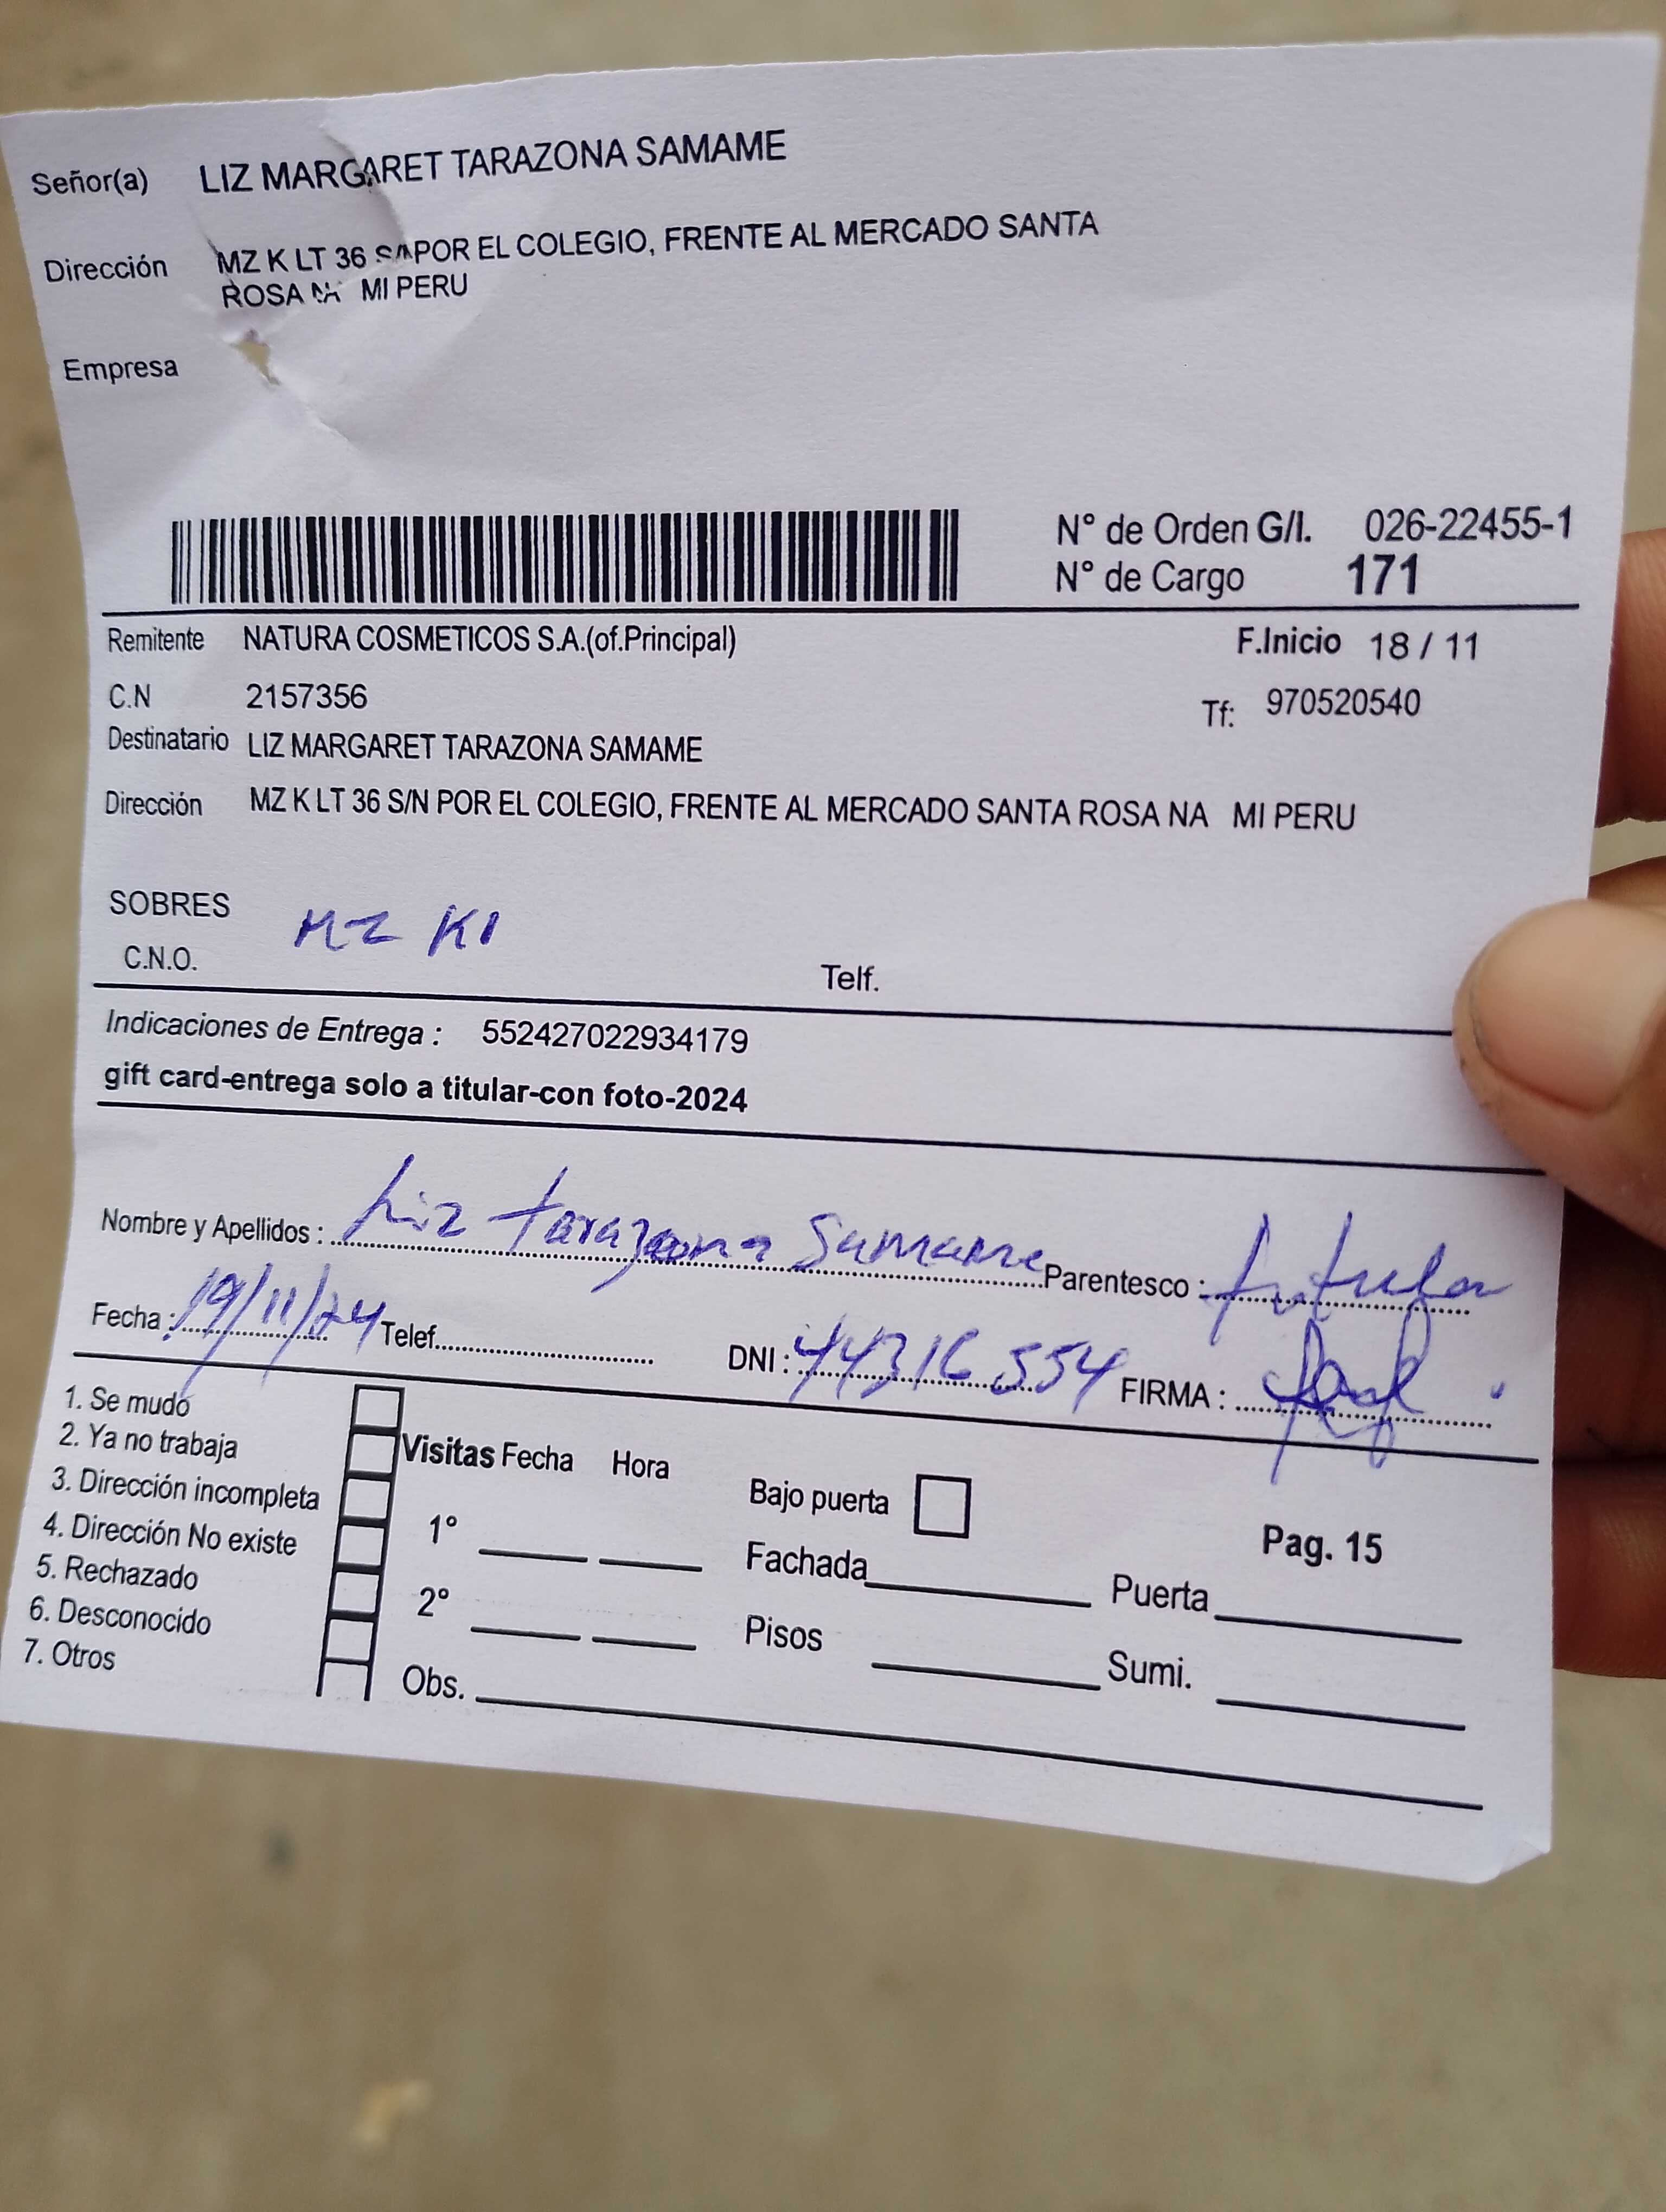 Señor(a) LIZ MARGARET TARAZONA SAMAME
Dirección MZ K LT 36 S/\POR EL COLEGIO, FRENTE AL MERCADO SANTA
ROSA NA MI PERU
Empresa
N° de Orden G/I. 026-22455-1
N° de Cargo 171
Remitente NATURA COSMETICOS S.A.(of.Principal) F.Inicio 18 / 11
C.N 2157356 Tf: 970520540
Destinatario LIZ MARGARET TARAZONA SAMAME
Dirección MZ K LT 36 S/N POR EL COLEGIO, FRENTE AL MERCADO SANTA ROSA NA MI PERU
SOBRES MZ K1
C.N.O. Telf.
Indicaciones de Entrega : 552427022934179
gift card-entrega solo a titular-con foto-2024
Nombre y Apellidos : Liz tarazona Samame Parentesco : titular
Fecha : 19/11/24 Telef. DNI : 44316554 FIRMA :
1. Se mudó
2. Ya no trabaja Visitas Fecha Hora
3. Dirección incompleta Bajo puerta
4. Dirección No existe 1° Pag. 15
5. Rechazado Fachada Puerta
6. Desconocido 2° Pisos
7. Otros Obs. Sumi.